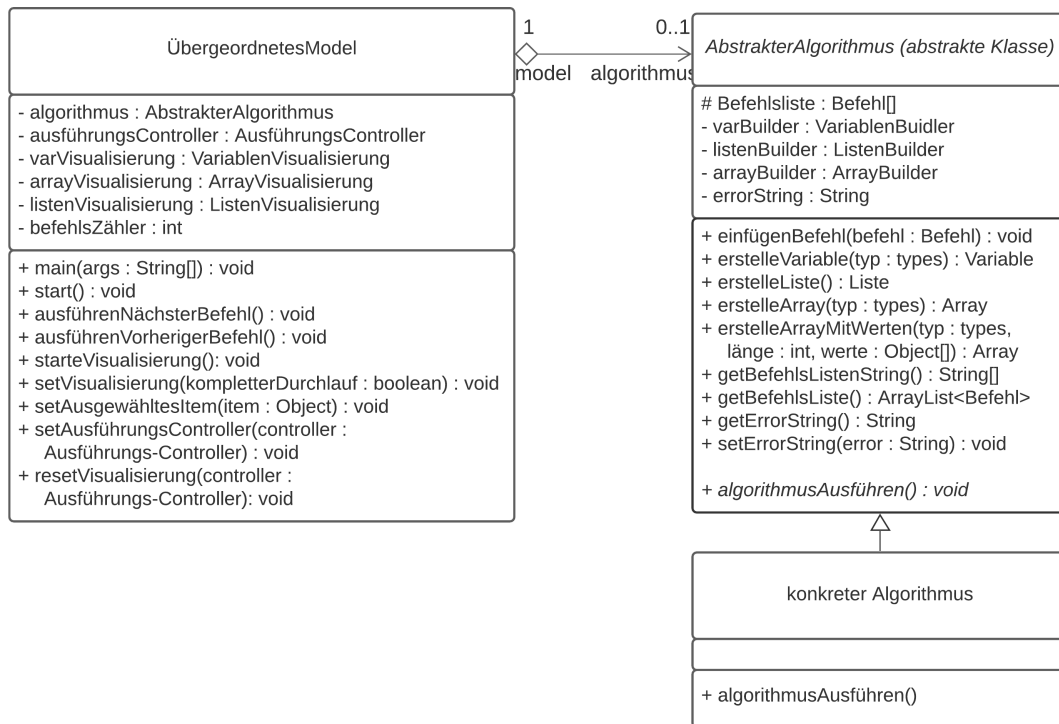 ÜbergeordnetesModel
- algorithmus : AbstrakterAlgorithmus
- ausführungsController : AusführungsController
- varVisualisierung : VariablenVisualisierung
- arrayVisualisierung : ArrayVisualisierung
- listenVisualisierung : ListenVisualisierung
- befehlsZähler : int
+ main(args : String[]) : void
+ start() : void
+ ausführenNächsterBefehl() : void
+ ausführenVorherigerBefehl() : void
+ starteVisualisierung(): void
+ setVisualisierung(kompletterDurchlauf : boolean) : void
+ setAusgewähltesItem(item : Object) : void
+ setAusführungsController(controller :
Ausführungs-Controller) : void
+ resetVisualisierung(controller :
Ausführungs-Controller): void
1
0..1
model
algorithmus
AbstrakterAlgorithmus (abstrakte Klasse)
# Befehlsliste : Befehl[]
- varBuilder : VariablenBuidler
- listenBuilder : ListenBuilder
- arrayBuilder : ArrayBuilder
- errorString : String
+ einfügenBefehl(befehl : Befehl) : void
+ erstelleVariable(typ : types) : Variable
+ erstelleListe() : Liste
+ erstelleArray(typ : types) : Array
+ erstelleArrayMitWerten(typ : types,
länge : int, werte : Object[]) : Array
+ getBefehlsListenString() : String[]
+ getBefehlsListe() : ArrayList<Befehl>
+ getErrorString() : String
+ setErrorString(error : String) : void
+ algorithmusAusführen() : void
konkreter Algorithmus
+ algorithmusAusführen()